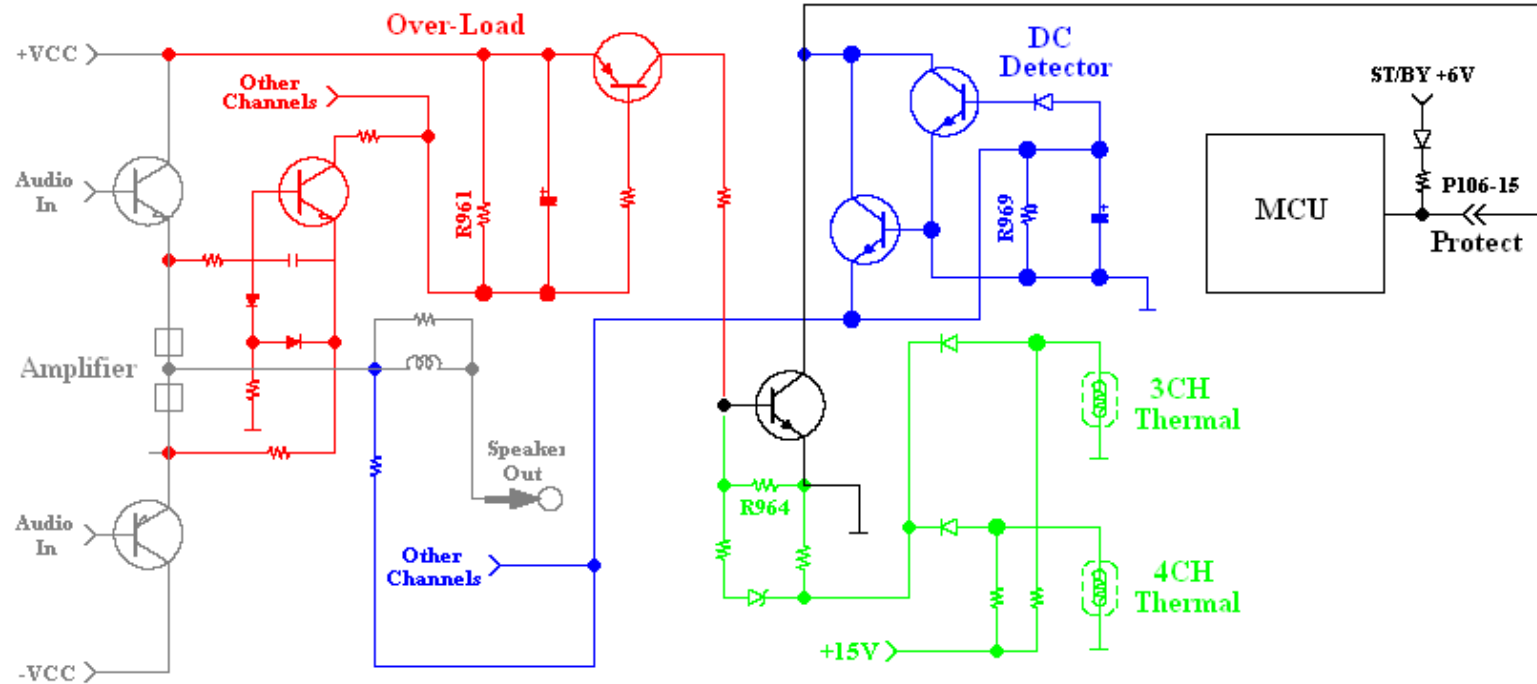 Over-Load
+VCC
Other
Channels
DC
Detector
ST/BY +6V
Audio
In
R961
R969
MCU
P106-15
Protect
Amplifier
3CH
Thermal
Speaker
Out
R964
Audio
In
Other
Channels
4CH
Thermal
+15V
-VCC